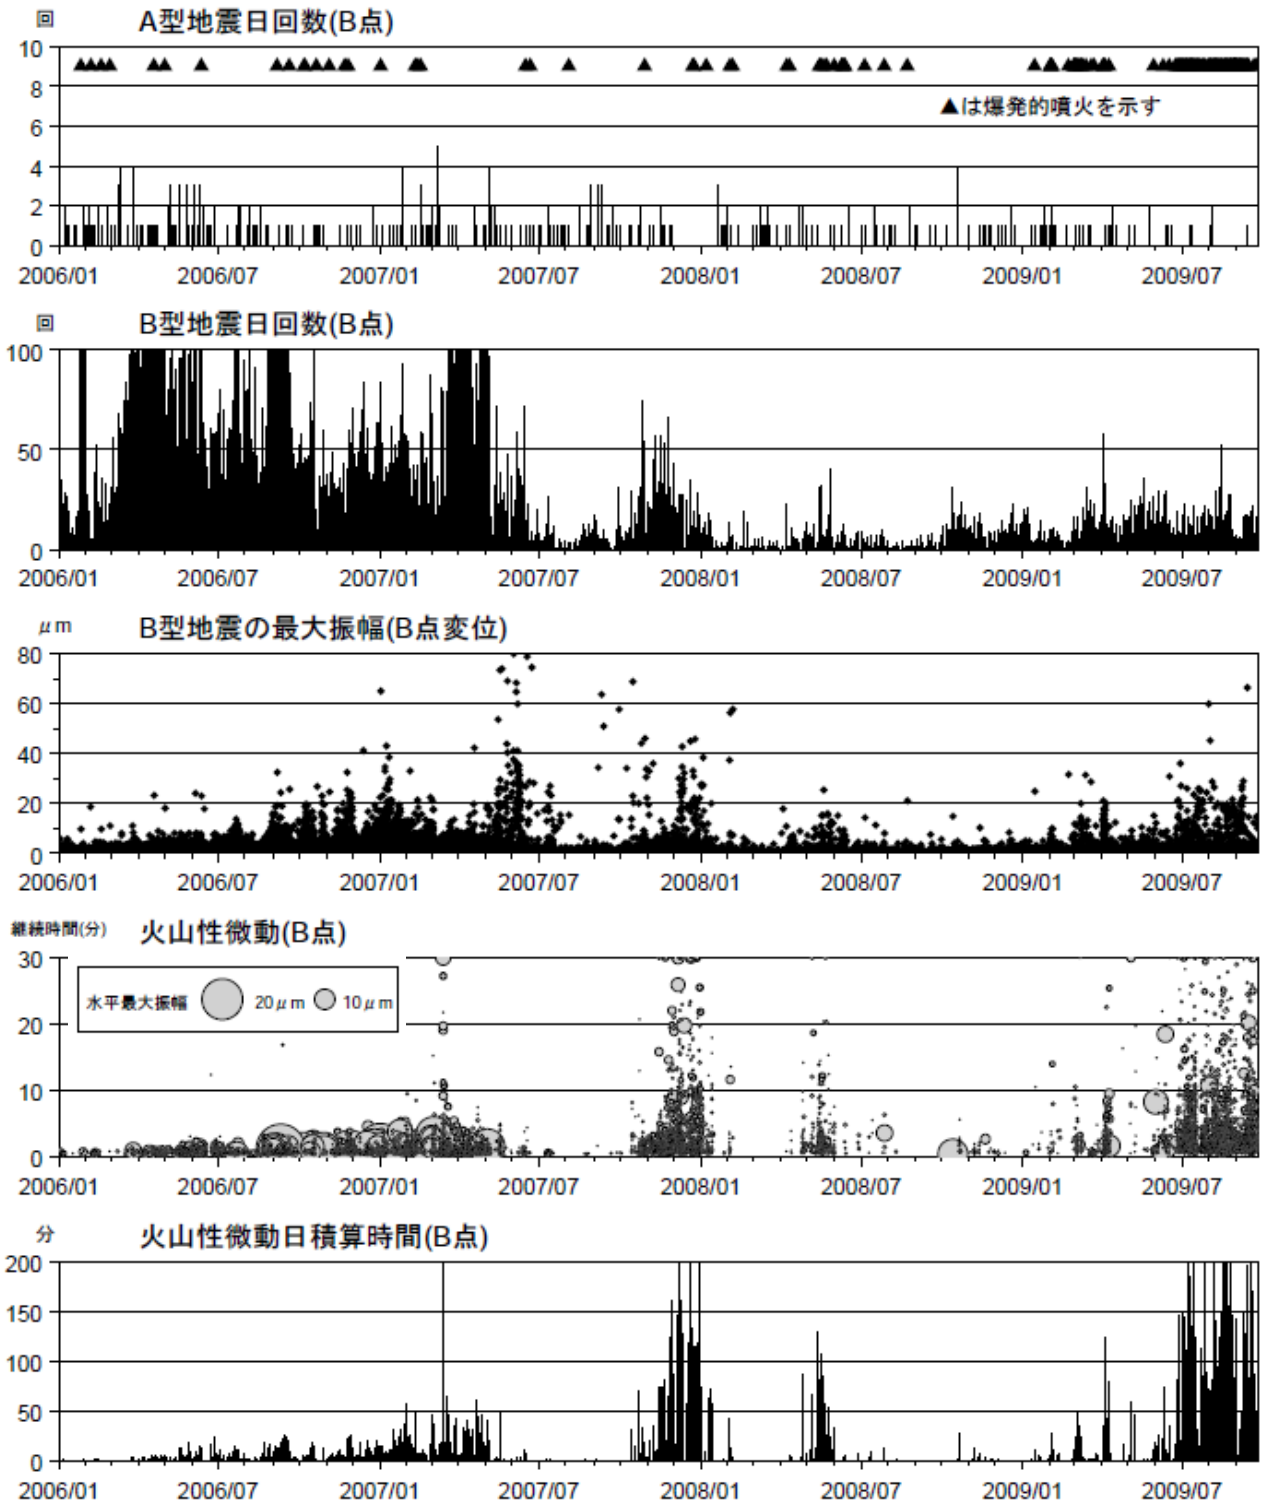 回 A型地震日回数(B点)
10
8
▲は爆発的噴火を示す
6
4
2
0
2006/01 2006/07 2007/01 2007/07 2008/01 2008/07 2009/01 2009/07
回 B型地震日回数(B点)
100
50
0
2006/01 2006/07 2007/01 2007/07 2008/01 2008/07 2009/01 2009/07
μm B型地震の最大振幅(B点変位)
80
60
40
20
0
2006/01 2006/07 2007/01 2007/07 2008/01 2008/07 2009/01 2009/07
継続時間(分) 火山性微動(B点)
30
水平最大振幅 20μm 10μm
20
10
0
2006/01 2006/07 2007/01 2007/07 2008/01 2008/07 2009/01 2009/07
分 火山性微動日積算時間(B点)
200
150
100
50
0
2006/01 2006/07 2007/01 2007/07 2008/01 2008/07 2009/01 2009/07